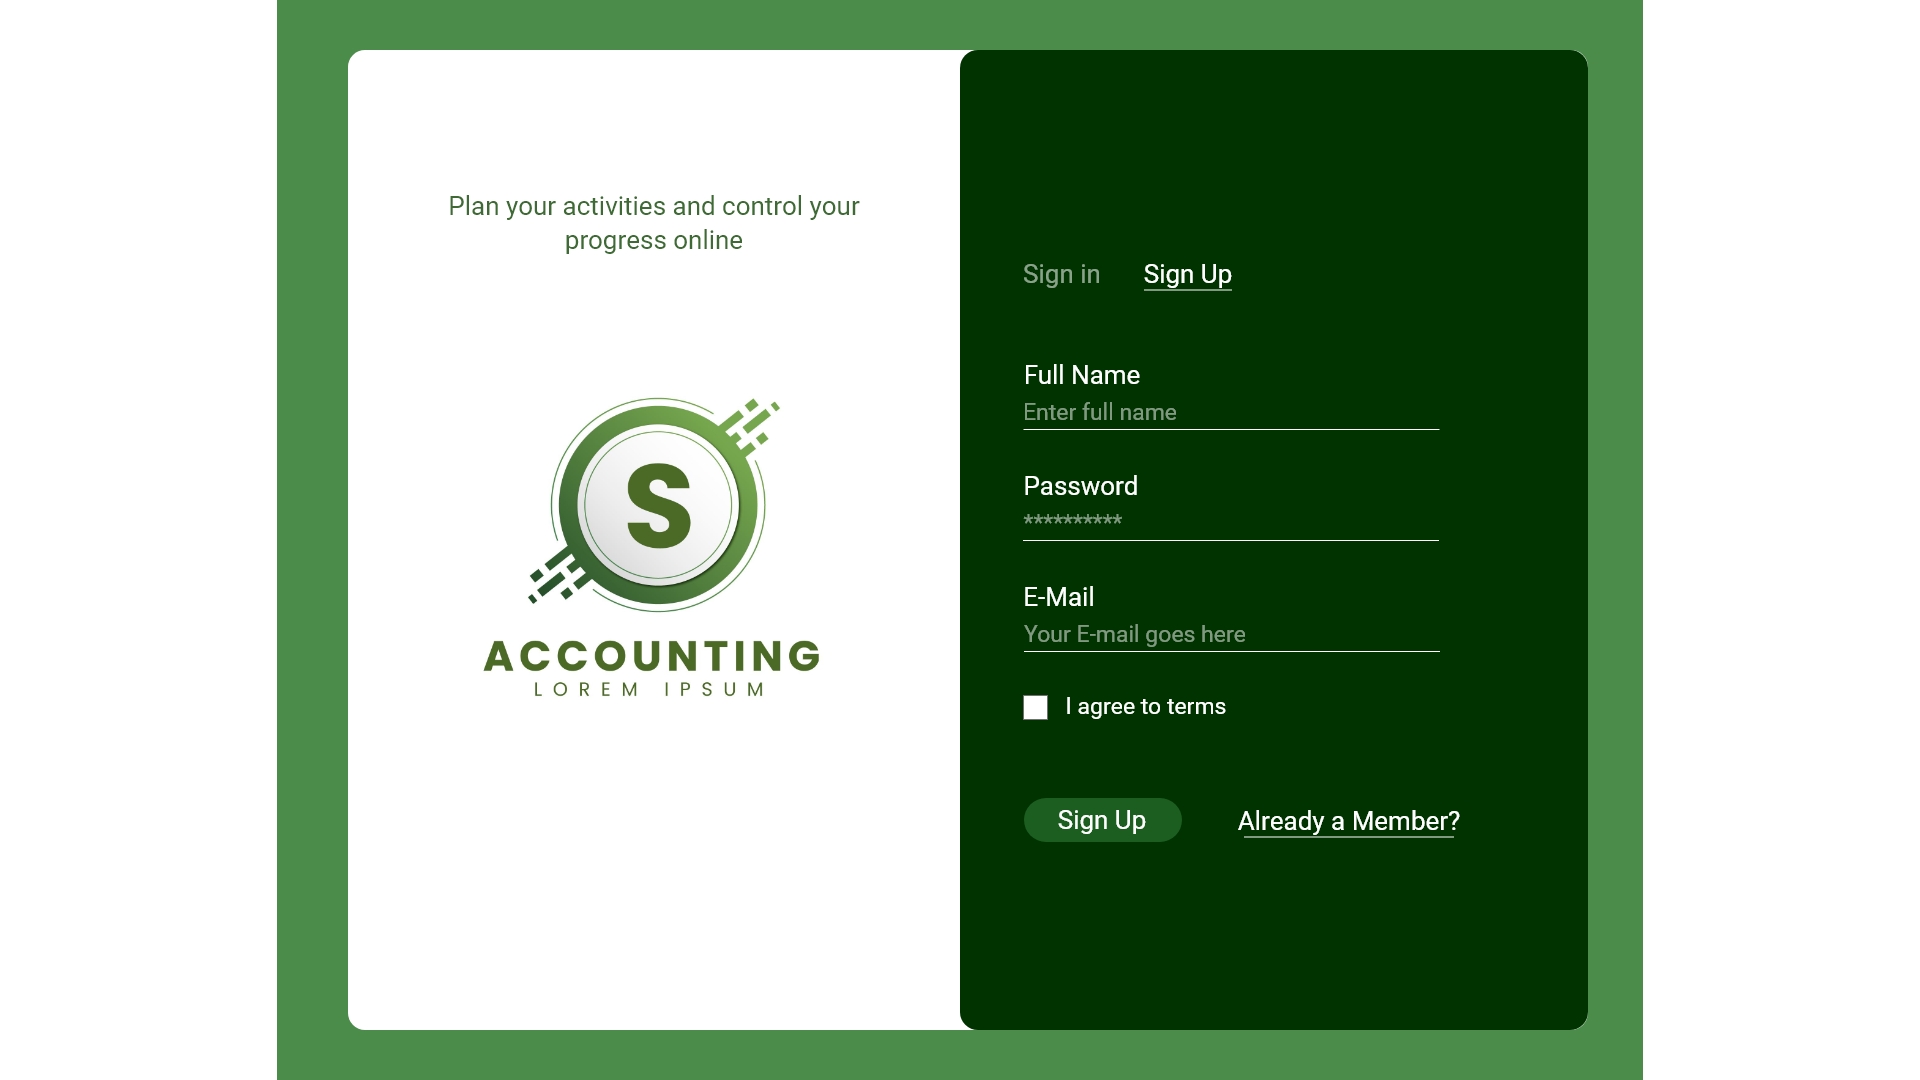 Plan your activities and control your
progress online
S
ACCOUNTING
LOREM IPSUM
Sign in
Sign Up
Full Name
Enter full name
Password
**********
E-Mail
Your E-mail goes here
I agree to terms
Sign Up
Already a Member?